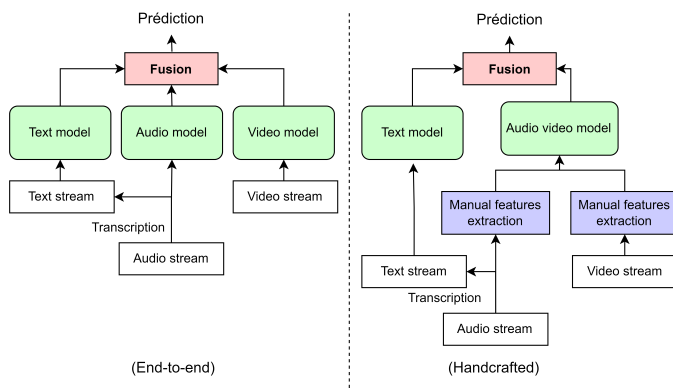 Prédiction
Fusion
Text model
Audio model
Video model
Text stream
Video stream
Transcription
Audio stream
(End-to-end)
Prédiction
Fusion
Text model
Audio video model
Manual features
extraction
Manual features
extraction
Text stream
Video stream
Transcription
Audio stream
(Handcrafted)